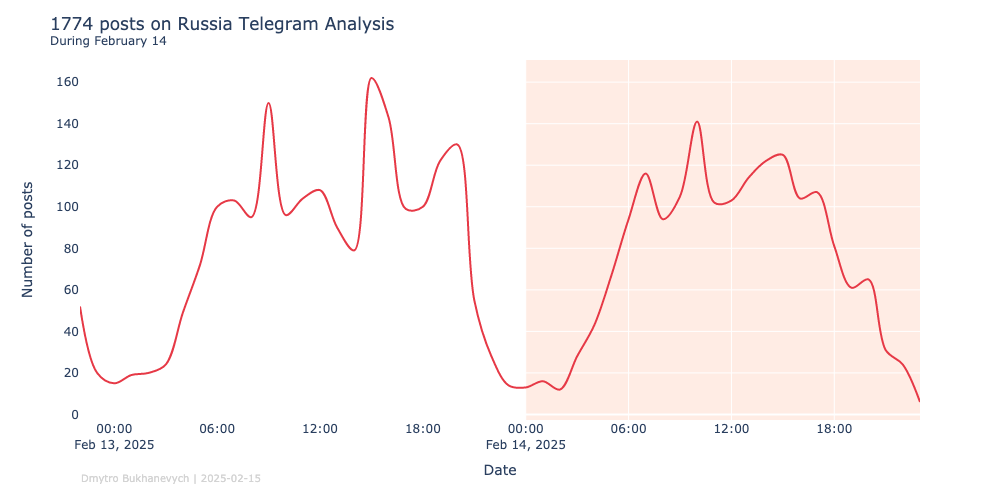 1774 posts on Russia Telegram Analysis
During February 14
Number of posts
160
140
120
100
80
60
40
20
0
00:00 06:00 12:00 18:00 00:00 06:00 12:00 18:00
Feb 13, 2025 Feb 14, 2025
Date
Dmytro Bukhanevych | 2025-02-15